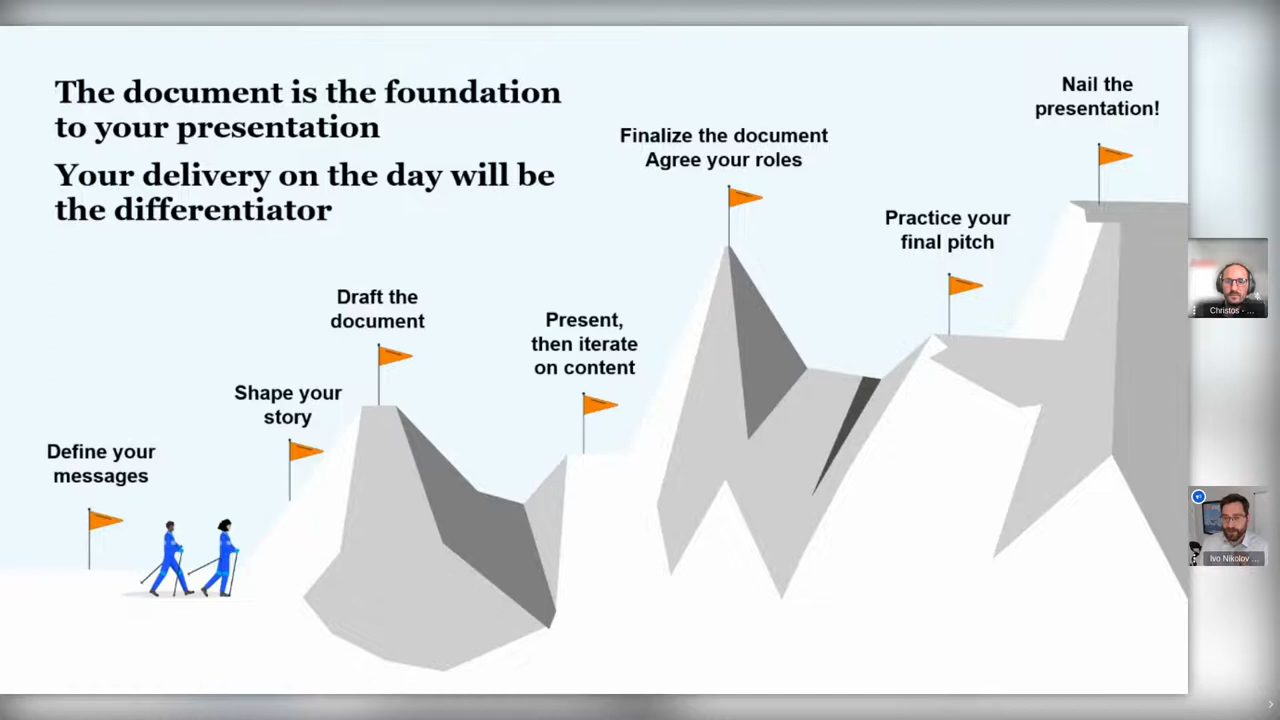 The document is the foundation
to your presentation
Your delivery on the day will be
the differentiator
Define your
messages
Shape your
story
Draft the
document
Present,
then iterate
on content
Finalize the document
Agree your roles
Practice your
final pitch
Nail the
presentation!
Christos - ...
Ivo Nikolov ...